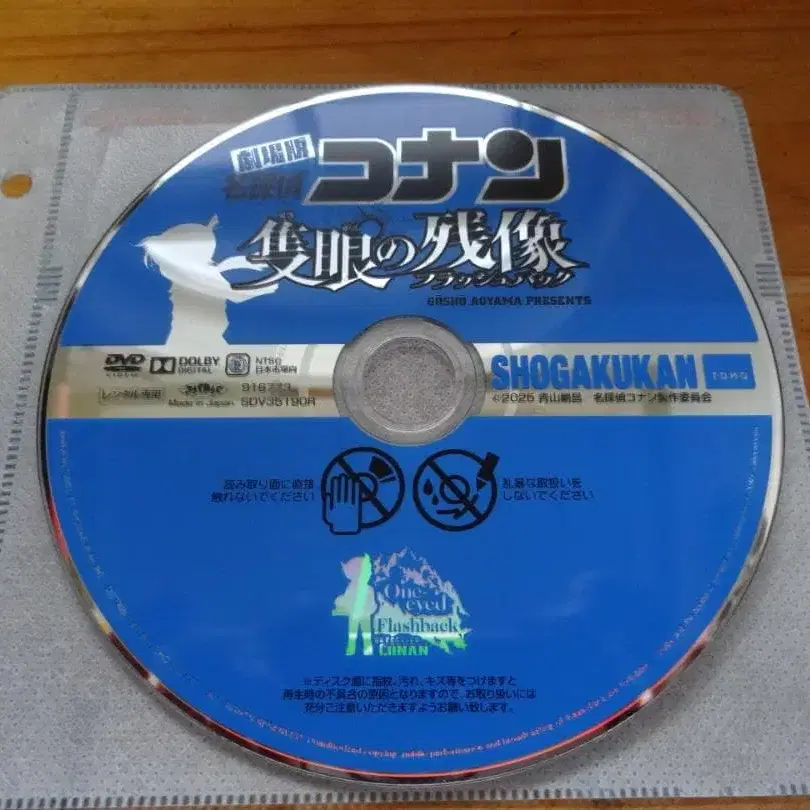 劇場版
名探偵
コナン
隻眼の残像
フラッシュバック
GOSHO AOYAMA PRESENTS
DVD VIDEO
DOLBY DIGITAL
2
NTSC 日本市場向
レンタル専用
Made in Japan
SDV35190R
SHOGAKUKAN
TOHO
©2025 青山剛昌 名探偵コナン製作委員会
読み取り面に直接
触れないでください
乱暴な取扱いを
しないでください
One-eyed
Flashback
CONAN
※ディスク面に指紋、汚れ、キズ等をつけますと
再生時の不具合の原因となりますので、お取り扱いには
充分ご注意いただきますようお願い致します。